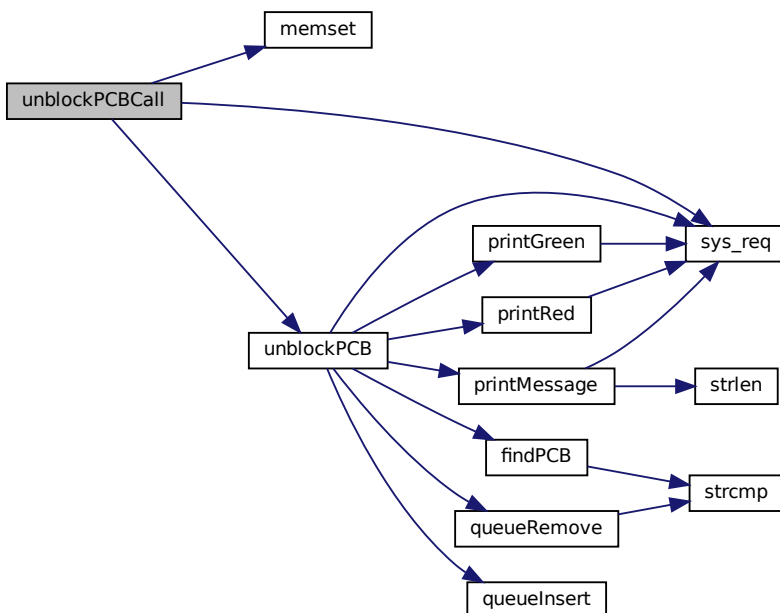 memset
unblockPCBCall
printGreen
sys_req
printRed
unblockPCB
printMessage
strlen
findPCB
strcmp
queueRemove
queueInsert